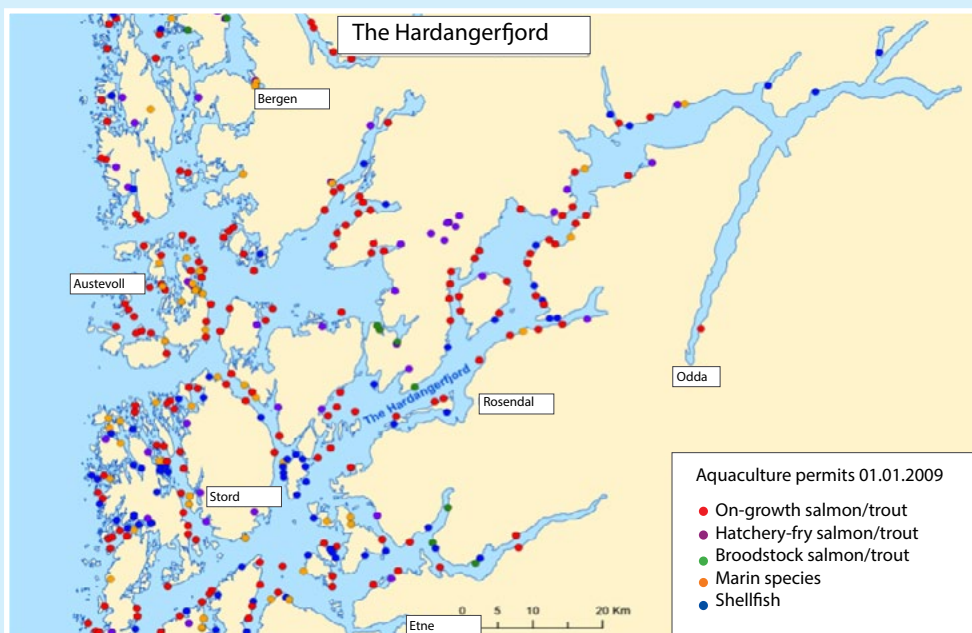 The Hardangerfjord
Bergen
Austevoll
Odda
The Hardangerfjord
Rosendal
Stord
Aquaculture permits 01.01.2009
On-growth salmon/trout
Hatchery-fry salmon/trout
Broodstock salmon/trout
Marin species
Shellfish
0 5 10 20 Km
Etne